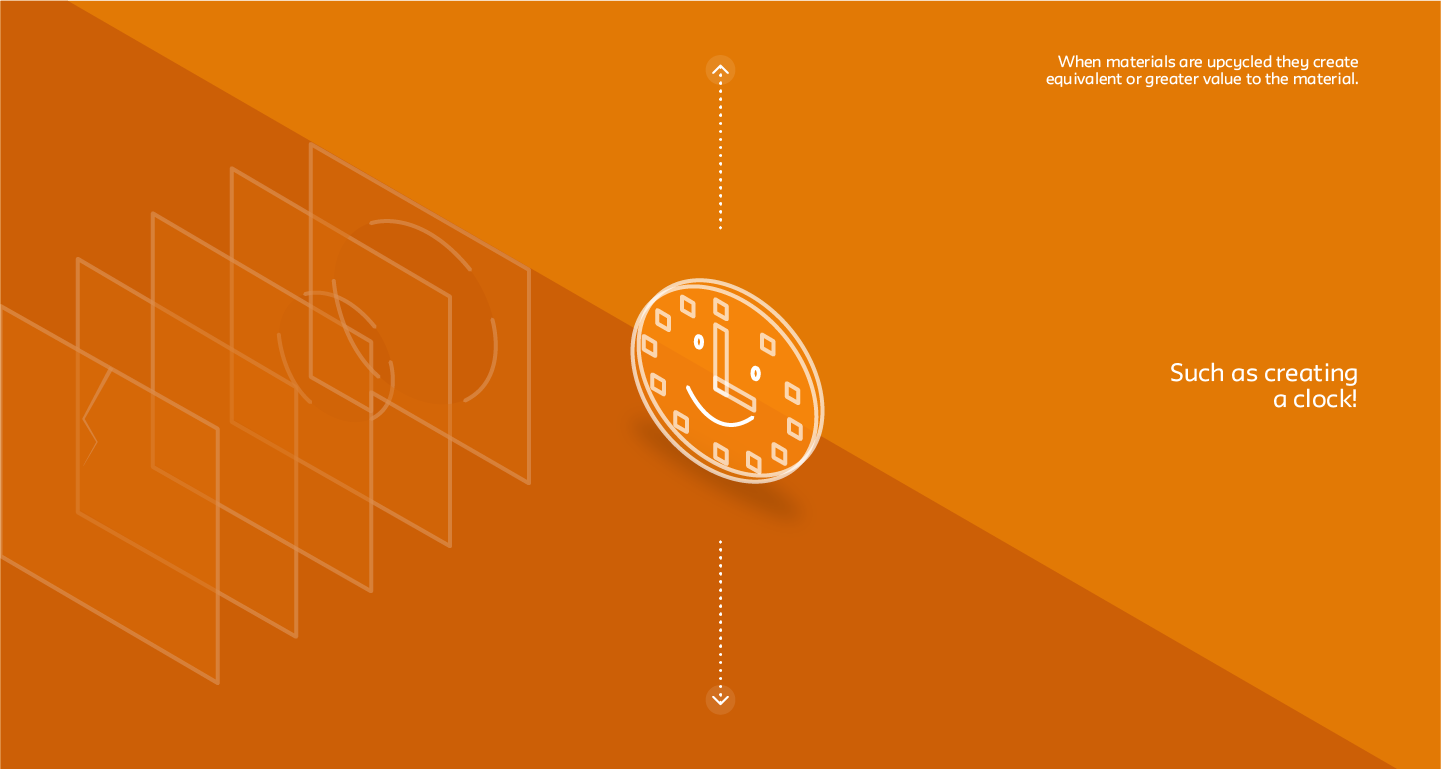 When materials are upcycled they create
equivalent or greater value to the material.
Such as creating
a clock!